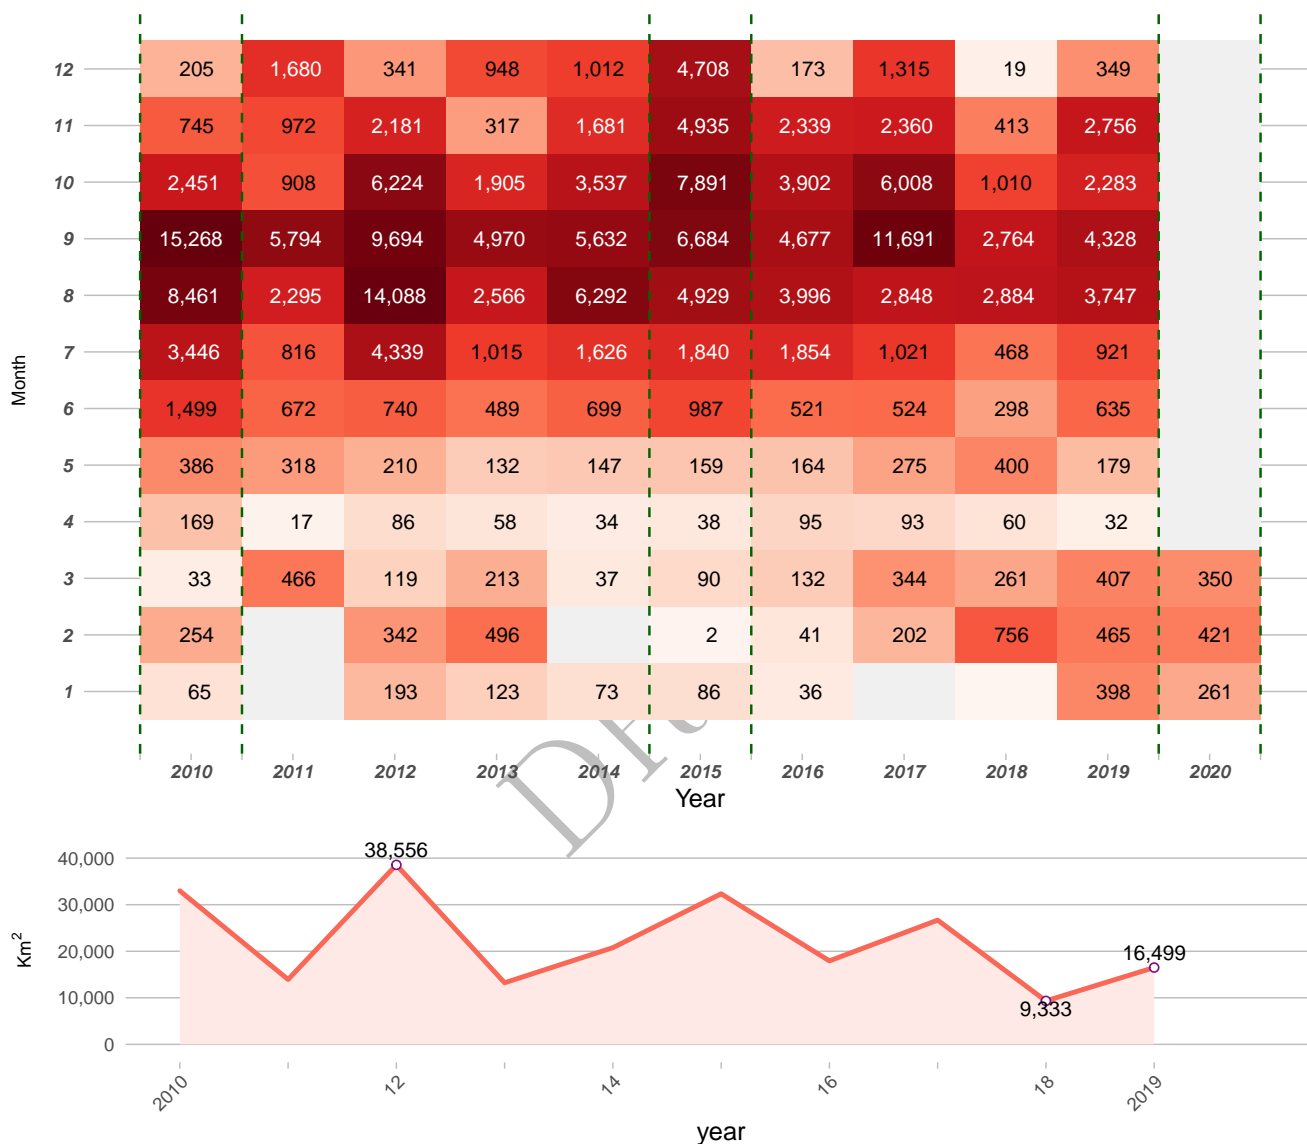 12 205 1,680 341 948 1,012 4,708 173 1,315 19 349
11 745 972 2,181 317 1,681 4,935 2,339 2,360 413 2,756
10 2,451 908 6,224 1,905 3,537 7,891 3,902 6,008 1,010 2,283
9 15,268 5,794 9,694 4,970 5,632 6,684 4,677 11,691 2,764 4,328
8 8,461 2,295 14,088 2,566 6,292 4,929 3,996 2,848 2,884 3,747
7 3,446 816 4,339 1,015 1,626 1,840 1,854 1,021 468 921
Month
6 1,499 672 740 489 699 987 521 524 298 635
5 386 318 210 132 147 159 164 275 400 179
4 169 17 86 58 34 38 95 93 60 32
3 33 466 119 213 37 90 132 344 261 407 350
2 254 342 496 2 41 202 756 465 421
1 65 193 123 73 86 36 398 261
2010 2011 2012 2013 2014 2015 2016 2017 2018 2019 2020
Year
38,556
40,000
30,000
20,000
10,000
0
Km²
16,499
9,333
2010 12 14 16 18 2019
year